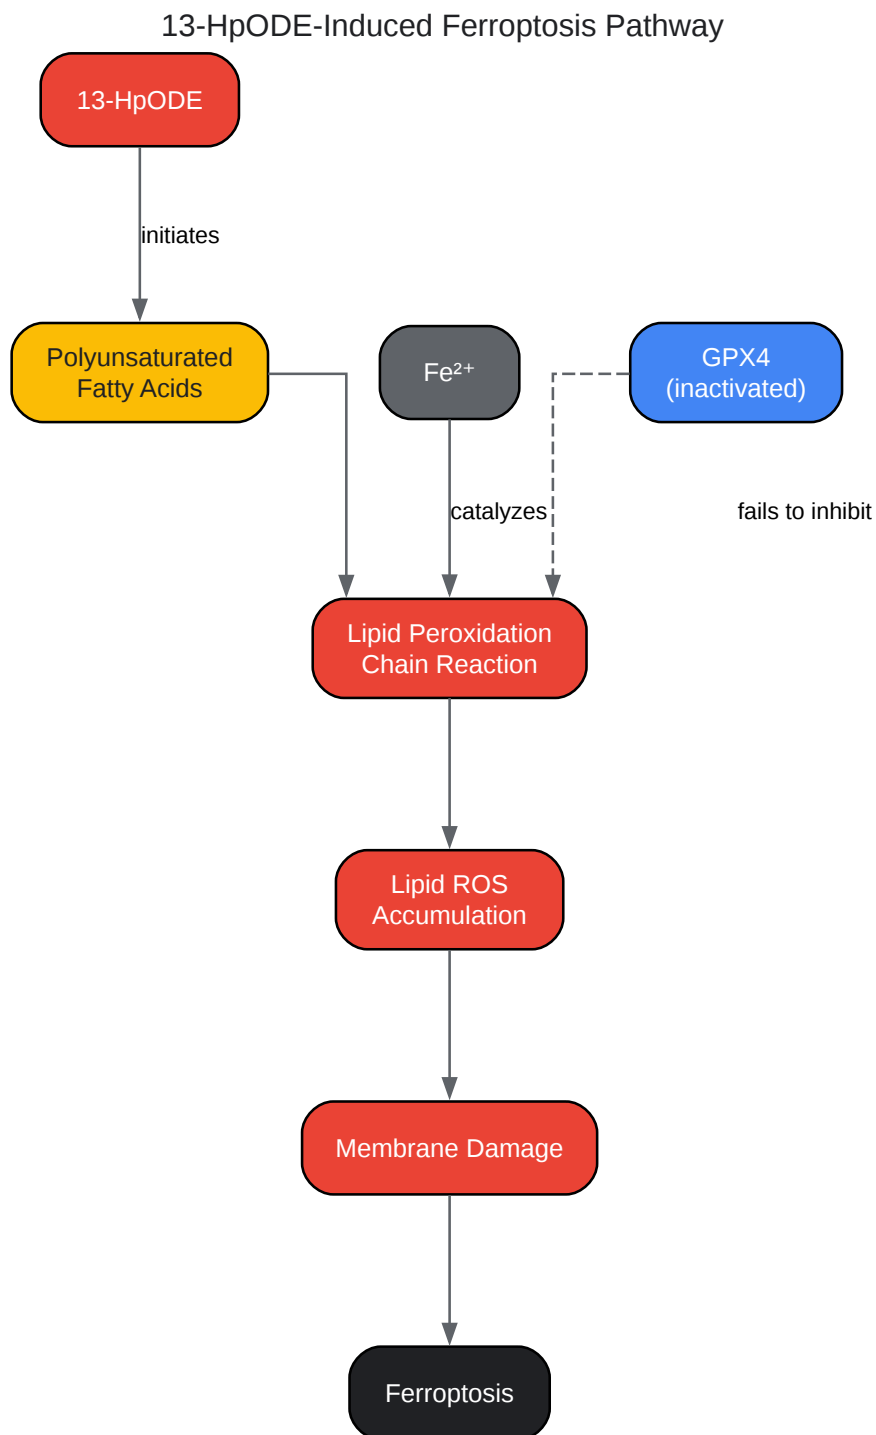 13-HpODE-Induced Ferroptosis Pathway
13-HpODE
initiates
Polyunsaturated
Fatty Acids
Fe²⁺
GPX4
(inactivated)
catalyzes
fails to inhibit
Lipid Peroxidation
Chain Reaction
Lipid ROS
Accumulation
Membrane Damage
Ferroptosis